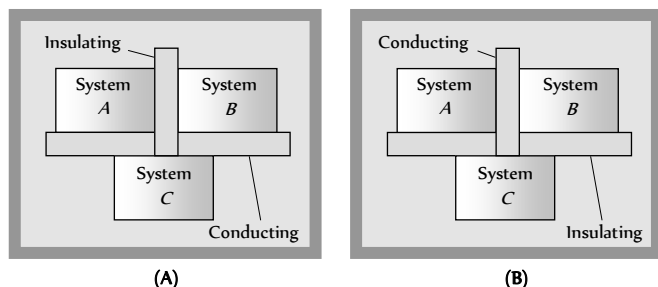 Insulating
System
A
System
B
System
C
Conducting
(A)
Conducting
System
A
System
B
System
C
Insulating
(B)